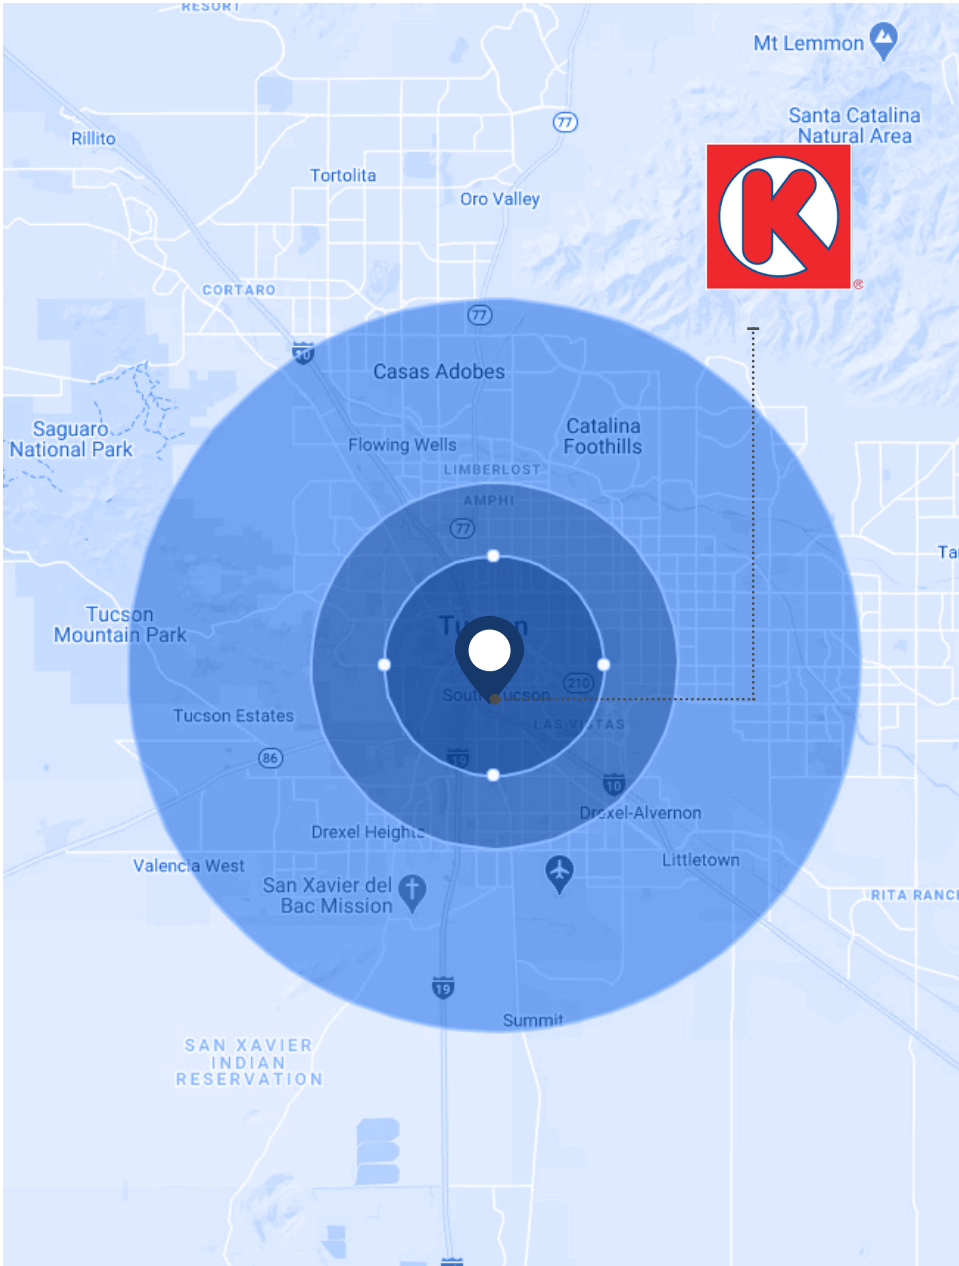 RESORT
Mt Lemmon
Santa Catalina
Natural Area
77
Rillito
Tortolita
Oro Valley
K
®
CORTARO
77
10
Casas Adobes
Saguaro
National Park
Catalina
Foothills
Flowing Wells
LIMBERLOST
AMPHI
77
Ta
Tucson
Mountain Park
210
Tucson Estates
LAS VISTAS
86
19
10
Drexel-Alvernon
Drexel Heights
Valencia West
Littletown
San Xavier del
Bac Mission
RITA RANCH
19
Summit
SAN XAVIER
INDIAN
RESERVATION